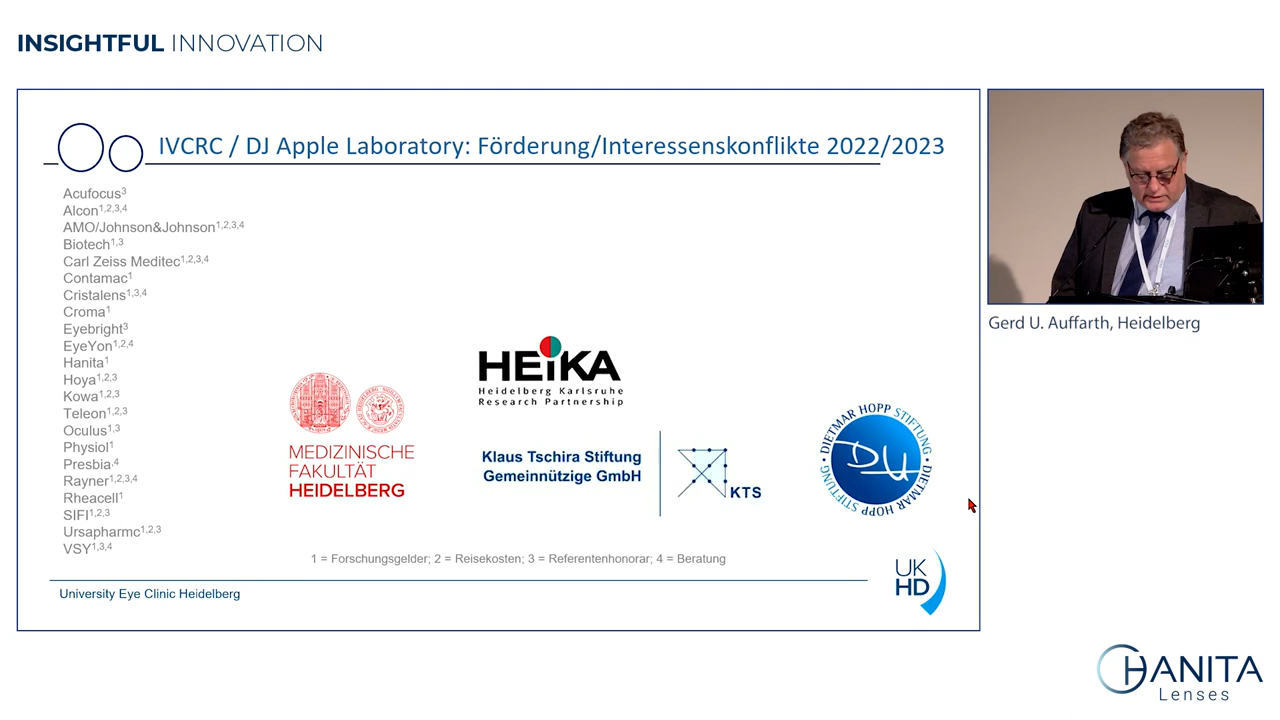 INSIGHTFUL INNOVATION
IVCRC / DJ Apple Laboratory: Förderung/Interessenskonflikte 2022/2023
Acufocus³
Alcon¹,²,³,⁴
AMO/Johnson&Johnson¹,²,³,⁴
Biotech¹,³
Carl Zeiss Meditec¹,²,³,⁴
Contamac¹
Cristalens¹,³,⁴
Croma¹
Eyebright³
EyeYon¹,²,⁴
Hanita¹
Hoya¹,²,³
Kowa¹,²,³
Teleon¹,²,³
Oculus¹,³
Physiol¹
Presbia,⁴
Rayner¹,²,³,⁴
Rheacell¹
SIFI¹,²,³
Ursapharmc¹,²,³
VSY¹,³,⁴
MEDIZINISCHE
FAKULTÄT
HEIDELBERG
HEiKA
Heidelberg Karlsruhe
Research Partnership
Klaus Tschira Stiftung
Gemeinnützige GmbH
KTS
DIETMAR HOPP STIFTUNG • DIETMAR HOPP STIFTUNG •
1 = Forschungsgelder; 2 = Reisekosten; 3 = Referentenhonorar; 4 = Beratung
University Eye Clinic Heidelberg
UK
HD
Gerd U. Auffarth, Heidelberg
HANITA
Lenses